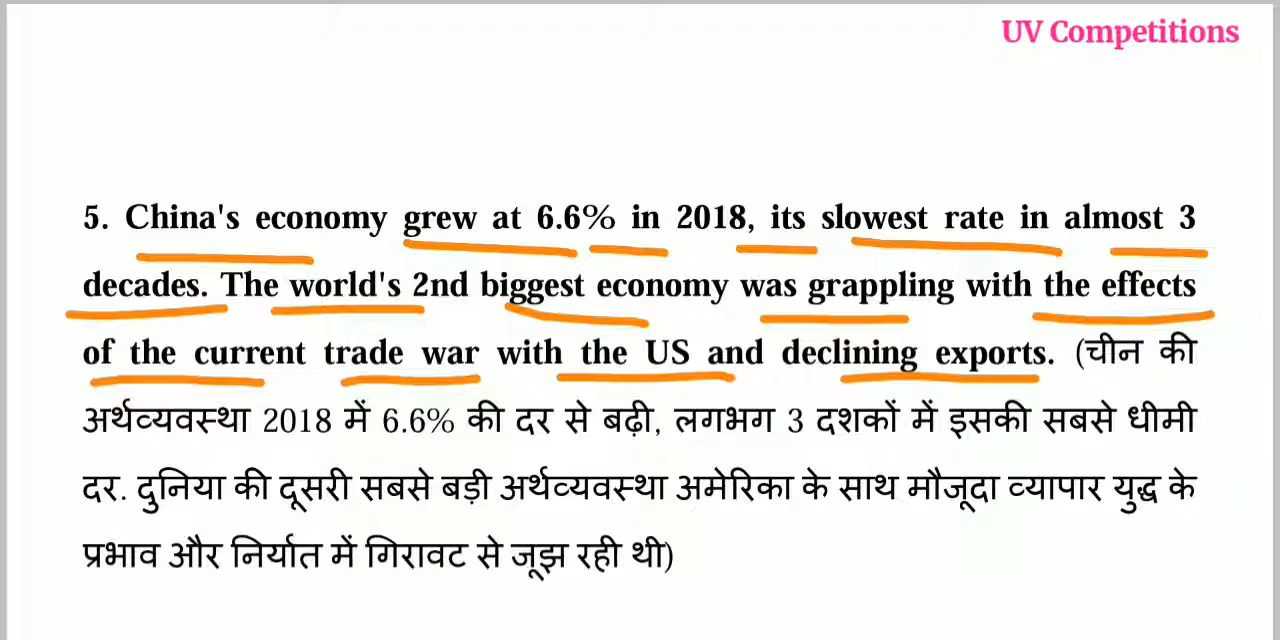 UV Competitions
5. China's economy grew at 6.6% in 2018, its slowest rate in almost 3
decades. The world's 2nd biggest economy was grappling with the effects
of the current trade war with the US and declining exports. (चीन की
अर्थव्यवस्था 2018 में 6.6% की दर से बढ़ी, लगभग 3 दशकों में इसकी सबसे धीमी
दर. दुनिया की दूसरी सबसे बड़ी अर्थव्यवस्था अमेरिका के साथ मौजूदा व्यापार युद्ध के
प्रभाव और निर्यात में गिरावट से जूझ रही थी)